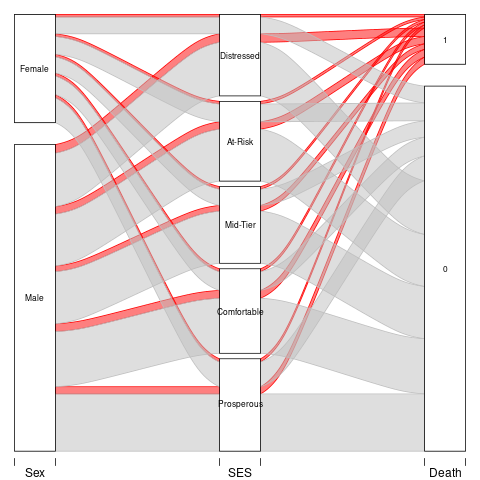 Female
Male
Distressed
At-Risk
Mid-Tier
Comfortable
Prosperous
1
0
Sex
SES
Death